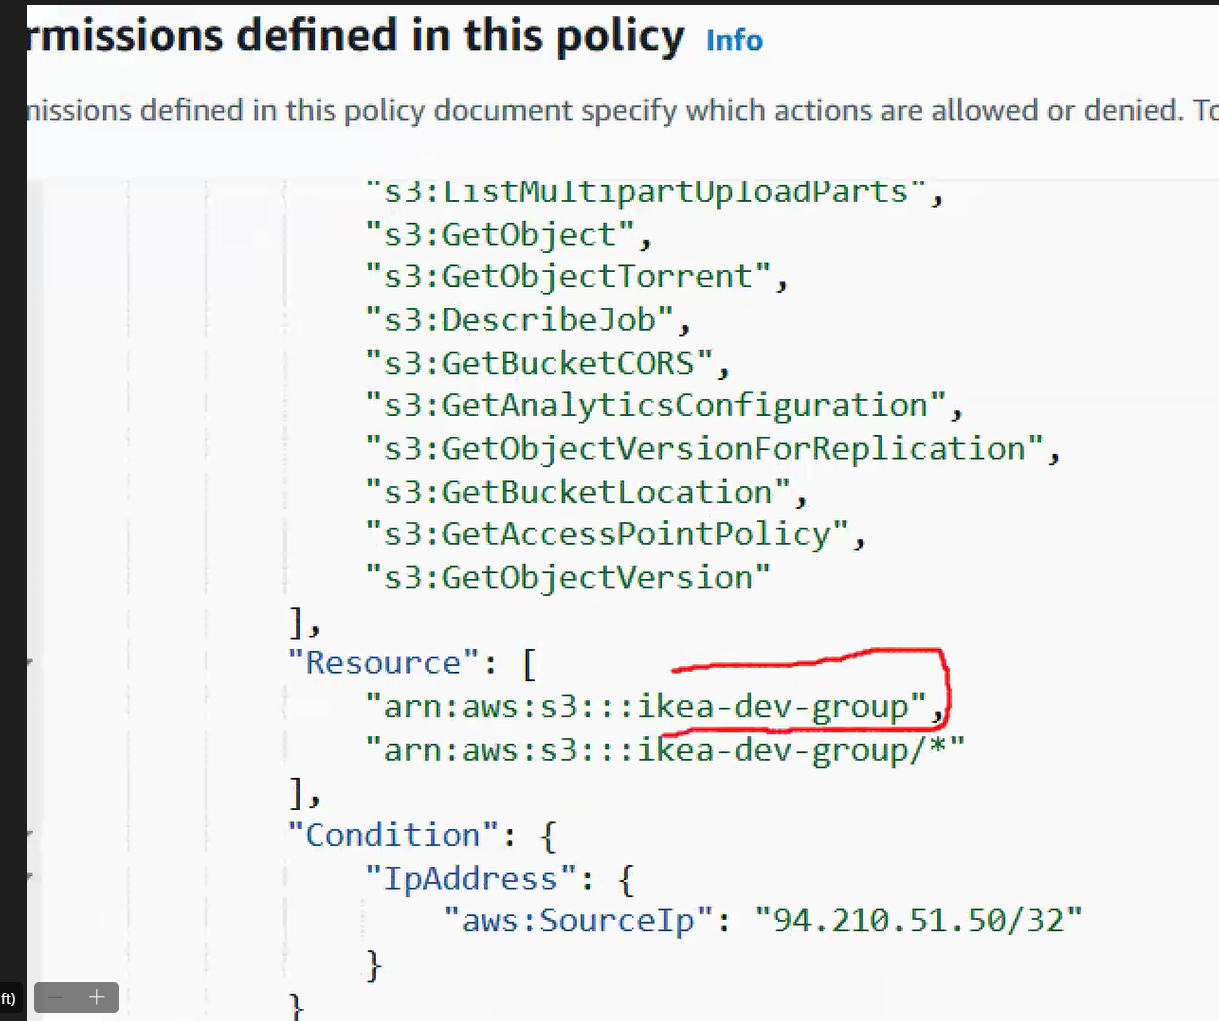 rmissions defined in this policy Info
missions defined in this policy document specify which actions are allowed or denied. To
"s3:ListMultipartUploadParts",
"s3:GetObject",
"s3:GetObjectTorrent",
"s3:DescribeJob",
"s3:GetBucketCORS",
"s3:GetAnalyticsConfiguration",
"s3:GetObjectVersionForReplication",
"s3:GetBucketLocation",
"s3:GetAccessPointPolicy",
"s3:GetObjectVersion"
],
"Resource": [
"arn:aws:s3:::ikea-dev-group",
"arn:aws:s3:::ikea-dev-group/*"
],
"Condition": {
"IpAddress": {
"aws:SourceIp": "94.210.51.50/32"
}
}
ft)